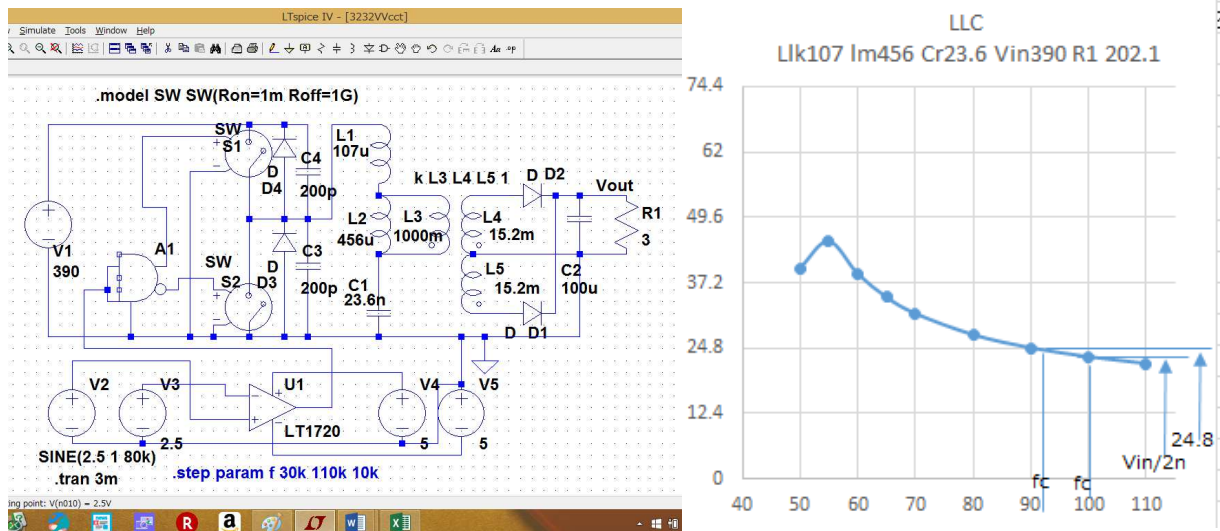 LTspice IV - [3232VVcct]
Simulate Tools Window Help
.model SW SW(Ron=1m Roff=1G)
SW
S1
D
D4
C4
200p
L1
107u
k L3 L4 L5 1
D D2
Vout
V1
390
A1
SW
S2
D
D3
C3
200p
L2
456u
L3
1000m
L4
15.2m
L5
15.2m
C1
23.6n
C2
100u
R1
3
D D1
V2
V3
2.5
U1
LT1720
V4
5
V5
5
SINE(2.5 1 80k)
.tran 3m
.step param f 30k 110k 10k
ing point: V(n010) = 2.5V
LLC
Llk107 lm456 Cr23.6 Vin390 R1 202.1
74.4
62
49.6
37.2
24.8
12.4
0
40 50 60 70 80 90 100 110
fc
fc
Vin/2n
24.8